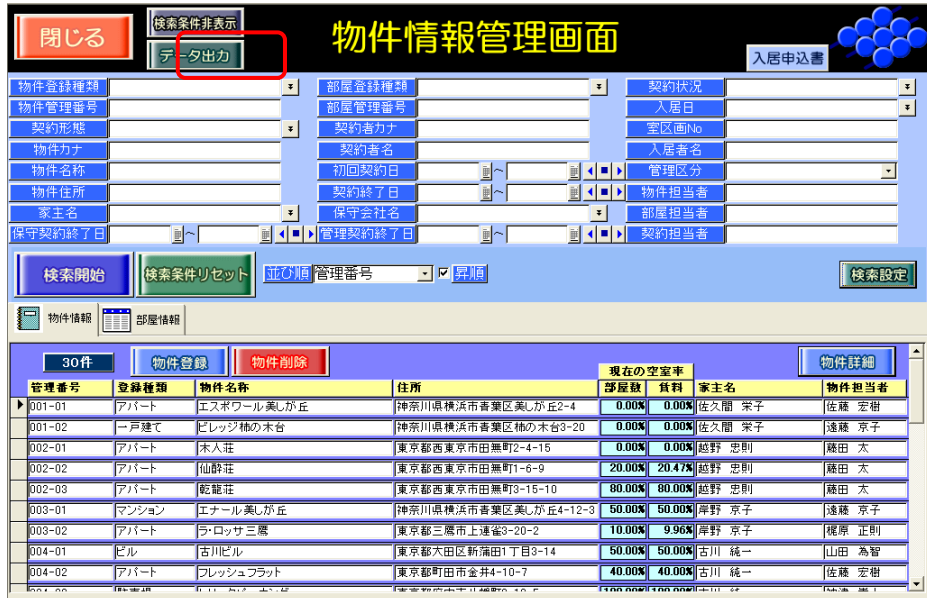 閉じる
検索条件非表示
データ出力
物件情報管理画面
入居申込書
物件登録種類 部屋登録種類 契約状況
物件管理番号 部屋管理番号 入居日
契約形態 契約者カナ 室区画No
物件カナ 契約者名 入居者名
物件名称 初回契約日 ～ 管理区分
物件住所 契約終了日 ～ 物件担当者
家主名 保守会社名 部屋担当者
保守契約終了日 ～ 管理契約終了日 ～ 契約担当者
検索開始 検索条件リセット 並び順 管理番号 昇順 検索設定
物件情報 部屋情報
30件 物件登録 物件削除 物件詳細
現在の空室率
管理番号 登録種類 物件名称 住所 部屋数 賃料 家主名 物件担当者
001-01 アパート エスポワール美しが丘 神奈川県横浜市青葉区美しが丘2-4 0.00% 0.00% 佐久間 栄子 佐藤 宏樹
001-02 一戸建て ビレッジ柿の木台 神奈川県横浜市青葉区柿の木台3-20 0.00% 0.00% 佐久間 栄子 遠藤 京子
002-01 アパート 木人荘 東京都西東京市田無町2-4-15 0.00% 0.00% 越野 忠則 藤田 太
002-02 アパート 仙酔荘 東京都西東京市田無町1-6-9 20.00% 20.47% 越野 忠則 藤田 太
002-03 アパート 乾龍荘 東京都西東京市田無町3-15-10 80.00% 80.00% 越野 忠則 藤田 太
003-01 マンション エナール美しが丘 神奈川県横浜市青葉区美しが丘4-12-3 50.00% 50.00% 岸野 京子 遠藤 京子
003-02 アパート ラ・ロッサ三鷹 東京都三鷹市上連雀3-20-2 10.00% 9.96% 岸野 京子 梶原 正則
004-01 ビル 古川ビル 東京都大田区新蒲田1丁目3-14 50.00% 50.00% 古川 純一 山田 為智
004-02 アパート フレッシュフラット 東京都町田市金井4-10-7 40.00% 40.00% 古川 純一 佐藤 宏樹